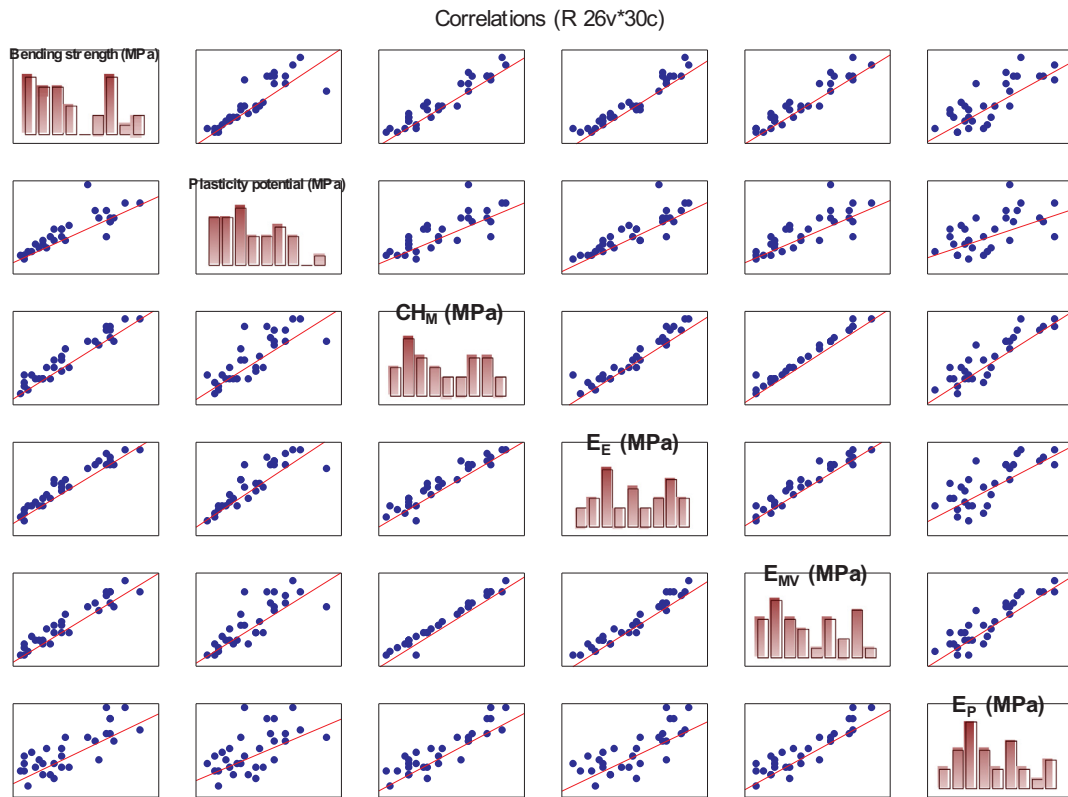 Correlations (R 26v*30c)
Bending strength (MPa)
Plasticity potential (MPa)
CH_M (MPa)
E_E (MPa)
E_MV (MPa)
E_P (MPa)